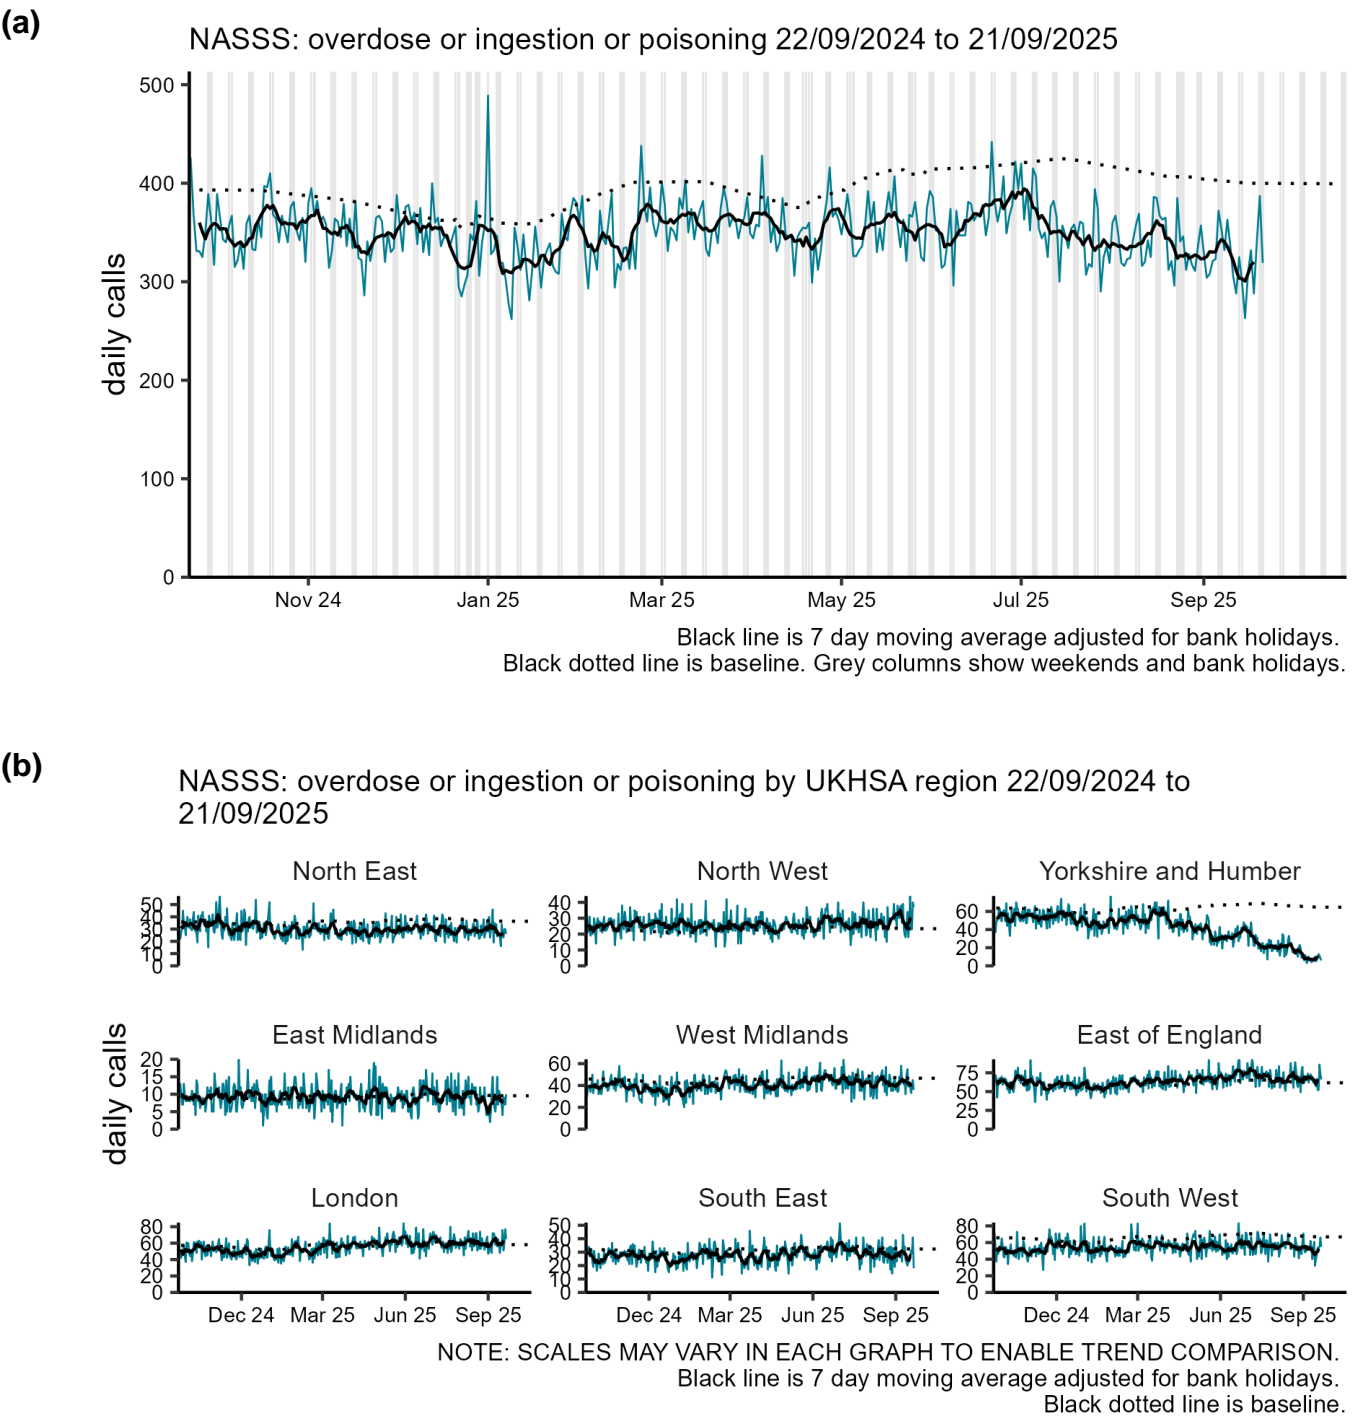 (a)
NASSS: overdose or ingestion or poisoning 22/09/2024 to 21/09/2025
daily calls
500
400
300
200
100
0
Nov 24 Jan 25 Mar 25 May 25 Jul 25 Sep 25
Black line is 7 day moving average adjusted for bank holidays.
Black dotted line is baseline. Grey columns show weekends and bank holidays.
(b)
NASSS: overdose or ingestion or poisoning by UKHSA region 22/09/2024 to
21/09/2025
daily calls
North East
50
40
30
20
10
0
North West
40
30
20
10
0
Yorkshire and Humber
60
40
20
0
East Midlands
20
15
10
5
0
West Midlands
60
40
20
0
East of England
75
50
25
0
London
80
60
40
20
0
Dec 24 Mar 25 Jun 25 Sep 25
South East
50
40
30
20
10
0
Dec 24 Mar 25 Jun 25 Sep 25
South West
80
60
40
20
0
Dec 24 Mar 25 Jun 25 Sep 25
NOTE: SCALES MAY VARY IN EACH GRAPH TO ENABLE TREND COMPARISON.
Black line is 7 day moving average adjusted for bank holidays.
Black dotted line is baseline.